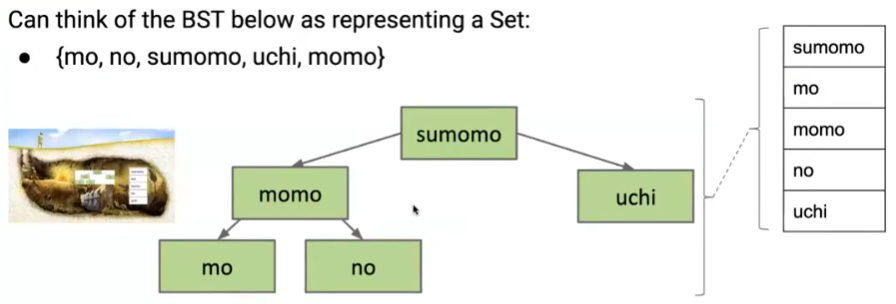 Can think of the BST below as representing a Set:
● {mo, no, sumomo, uchi, momo}
sumomo
momo
uchi
mo
no
sumomo
mo
momo
no
uchi